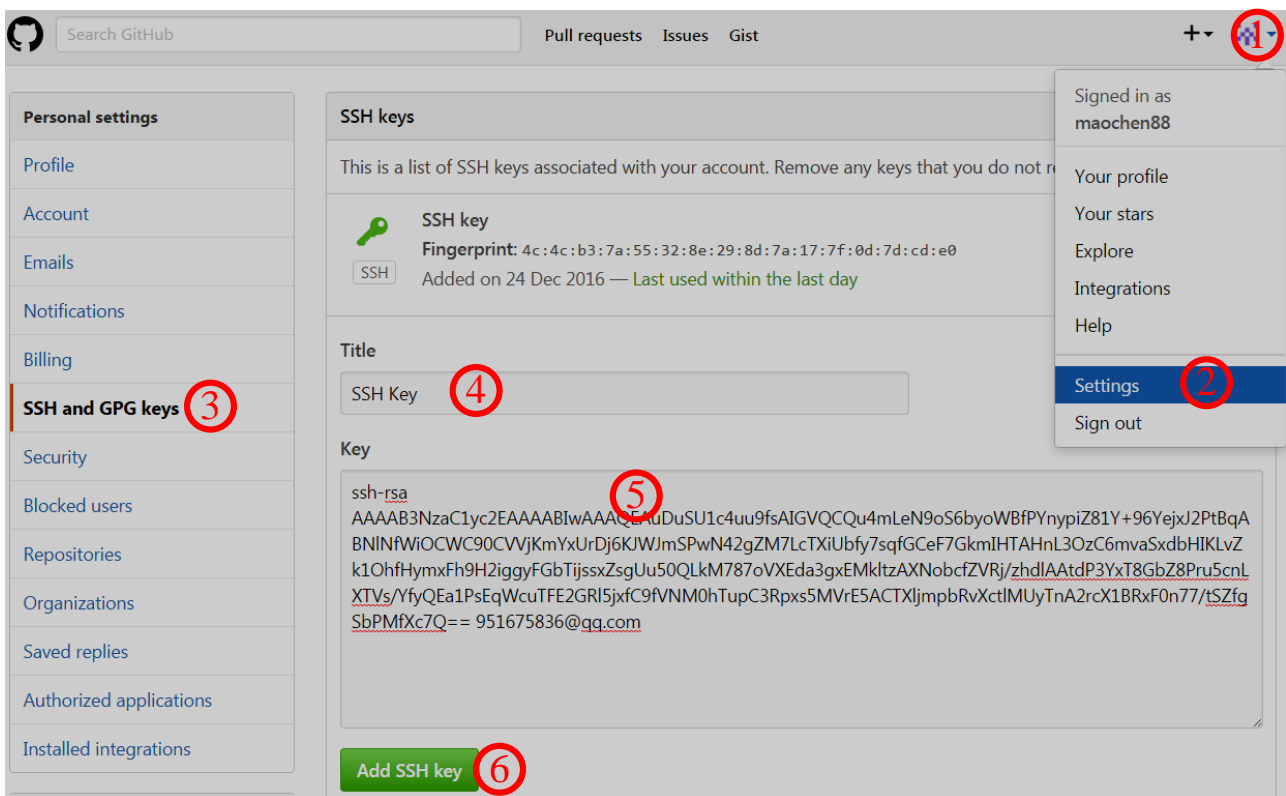 Search GitHub
Pull requests Issues Gist
1
Personal settings
Profile
Account
Emails
Notifications
Billing
SSH and GPG keys 3
Security
Blocked users
Repositories
Organizations
Saved replies
Authorized applications
Installed integrations
SSH keys
This is a list of SSH keys associated with your account. Remove any keys that you do not
SSH key
Fingerprint: 4c:4c:b3:7a:55:32:8e:29:8d:7a:17:7f:0d:7d:cd:e0
SSH
Added on 24 Dec 2016 — Last used within the last day
Title
SSH Key 4
Key
5
ssh-rsa
AAAAB3NzaC1yc2EAAAABIwAAAQEAuDuSU1c4uu9fsAIGVQCQu4mLeN9oS6byoWBfPYnypiZ81Y+96YejxJ2PtBqA
BNlNfWiOCWC90CVVjKmYxUrDj6KJWJmSPwN42gZM7LcTXiUbfy7sqfGCeF7GkmIHTAHnL3OzC6mvaSxdbHIKLvZ
k1OhfHymxFh9H2iggyFGbTijssxZsgUu50QLkM787oVXEda3gxEMkltzAXNobcfZVRj/zhdlAAtdP3YxT8GbZ8Pru5cnL
XTVs/YfyQEa1PsEqWcuTFE2GRl5jxfC9fVNM0hTupC3Rpxs5MVrE5ACTXljmpbRvXctlMUyTnA2rcX1BRxF0n77/tSZfg
SbPMfXc7Q== 951675836@qq.com
Add SSH key 6
Signed in as
maochen88
Your profile
Your stars
Explore
Integrations
Help
Settings 2
Sign out